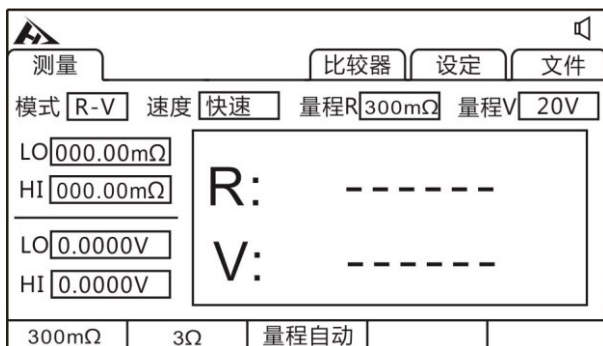 测量 比较器 设定 文件
模式 R-V 速度 快速 量程R 300mΩ 量程V 20V
LO 000.00mΩ
HI 000.00mΩ
R: ------
LO 0.0000V
HI 0.0000V
V: ------
300mΩ 3Ω 量程自动